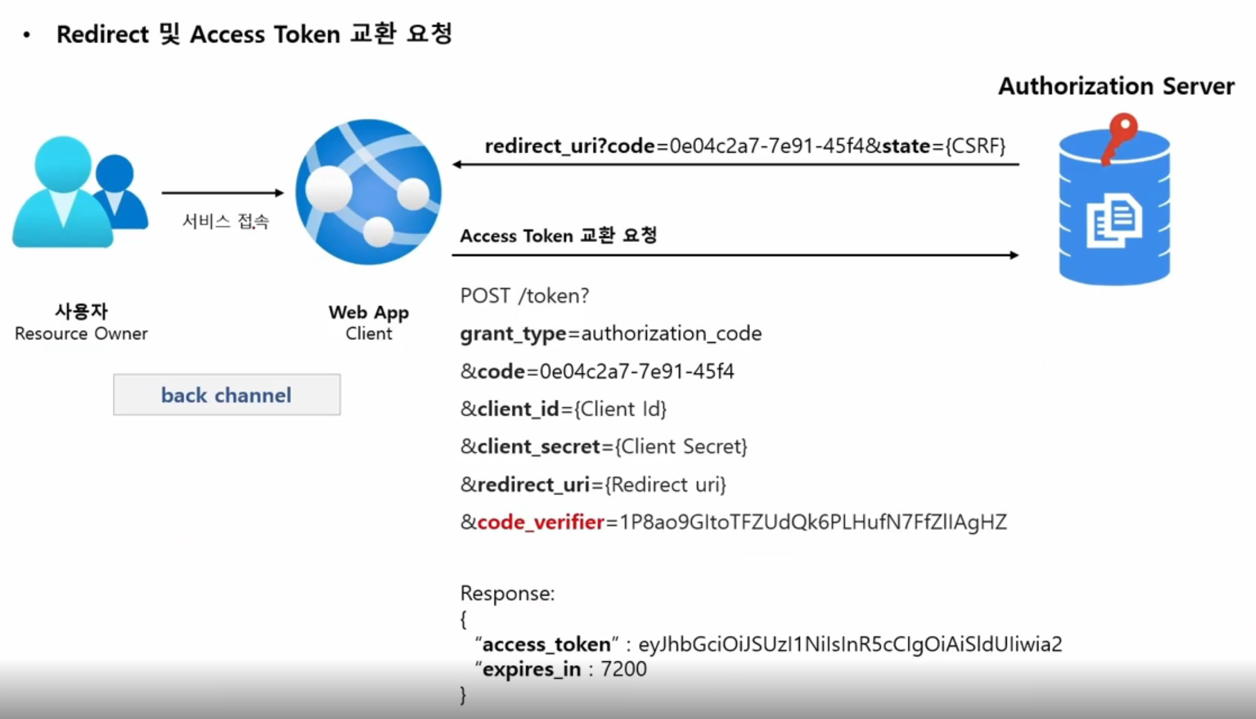 • Redirect 및 Access Token 교환 요청
Authorization Server
redirect_uri?code=0e04c2a7-7e91-45f4&state={CSRF}
서비스 접속
Access Token 교환 요청
사용자
Resource Owner
Web App
Client
back channel
POST /token?
grant_type=authorization_code
&code=0e04c2a7-7e91-45f4
&client_id={Client Id}
&client_secret={Client Secret}
&redirect_uri={Redirect uri}
&code_verifier=1P8ao9GItoTFZUdQk6PLHufN7FfZlIAgHZ
Response:
{
“access_token” : eyJhbGciOiJSUzI1NiIsInR5cCIgOiAiSldUIiwia2
“expires_in : 7200
}